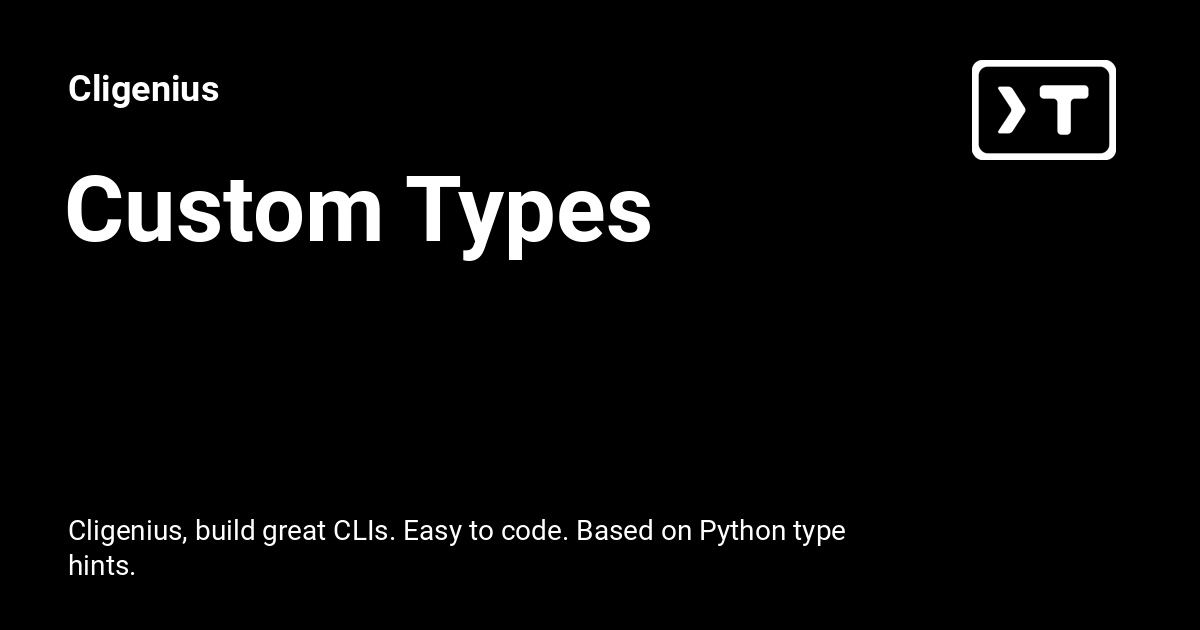 Cligenius
❯T
Custom Types
Cligenius, build great CLIs. Easy to code. Based on Python type
hints.